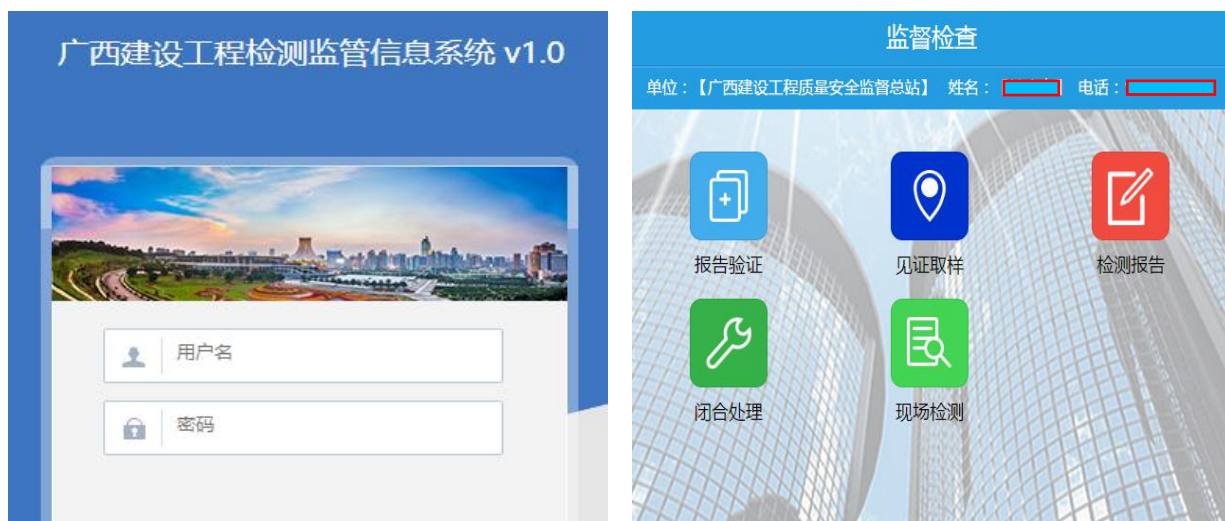 广西建设工程检测监管信息系统 v1.0
用户名
密码
监督检查
单位：【广西建设工程质量安全监督总站】 姓名： 】 电话：
报告验证
见证取样
检测报告
闭合处理
现场检测